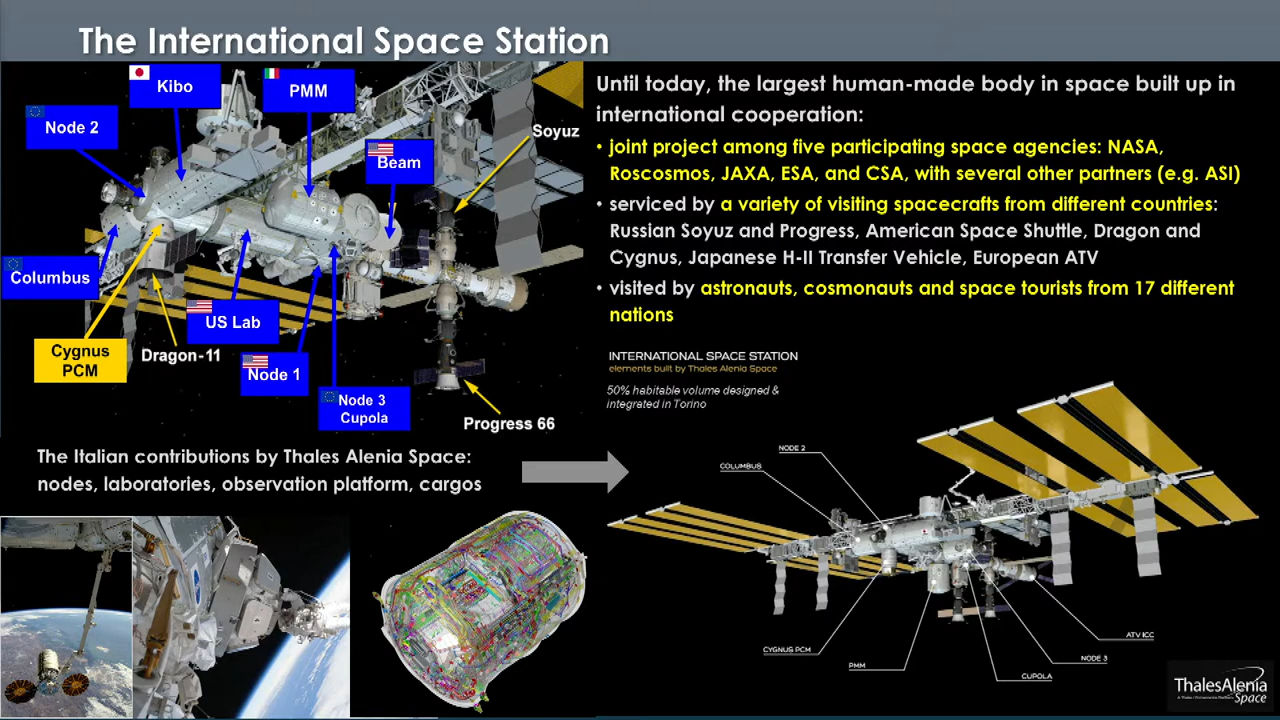 The International Space Station
Kibo
PMM
Node 2
Soyuz
Beam
Columbus
US Lab
Cygnus
PCM
Dragon-11
Node 1
Node 3
Cupola
Progress 66
Until today, the largest human-made body in space built up in
international cooperation:
• joint project among five participating space agencies: NASA,
Roscosmos, JAXA, ESA, and CSA, with several other partners (e.g. ASI)
• serviced by a variety of visiting spacecrafts from different countries:
Russian Soyuz and Progress, American Space Shuttle, Dragon and
Cygnus, Japanese H-II Transfer Vehicle, European ATV
• visited by astronauts, cosmonauts and space tourists from 17 different
nations
The Italian contributions by Thales Alenia Space:
nodes, laboratories, observation platform, cargos
INTERNATIONAL SPACE STATION
elements built by Thales Alenia Space
50% habitable volume designed &
integrated in Torino
NODE 2
COLUMBUS
CYGNUS PCM
PMM
CUPOLA
NODE 3
ATV ICC
ThalesAlenia
Space